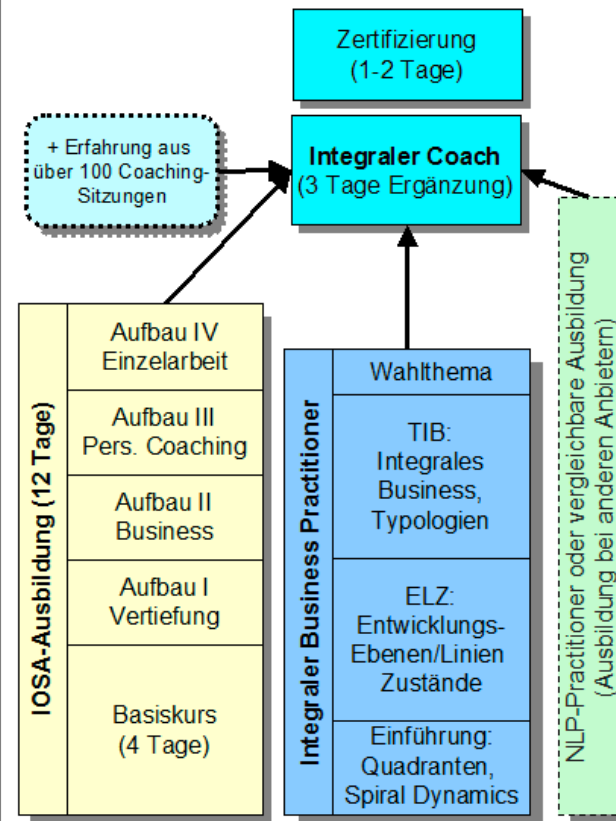 Zertifizierung
(1-2 Tage)
+ Erfahrung aus
über 100 Coaching-
Sitzungen
Integraler Coach
(3 Tage Ergänzung)
IOSA-Ausbildung (12 Tage)
Aufbau IV
Einzelarbeit
Aufbau III
Pers. Coaching
Aufbau II
Business
Aufbau I
Vertiefung
Basiskurs
(4 Tage)
Integraler Business Practitioner
Wahlthema
TIB:
Integrales
Business,
Typologien
ELZ:
Entwicklungs-
Ebenen/Linien
Zustände
Einführung:
Quadranten,
Spiral Dynamics
NLP-Practitioner oder vergleichbare Ausbildung
(Ausbildung bei anderen Anbietern)